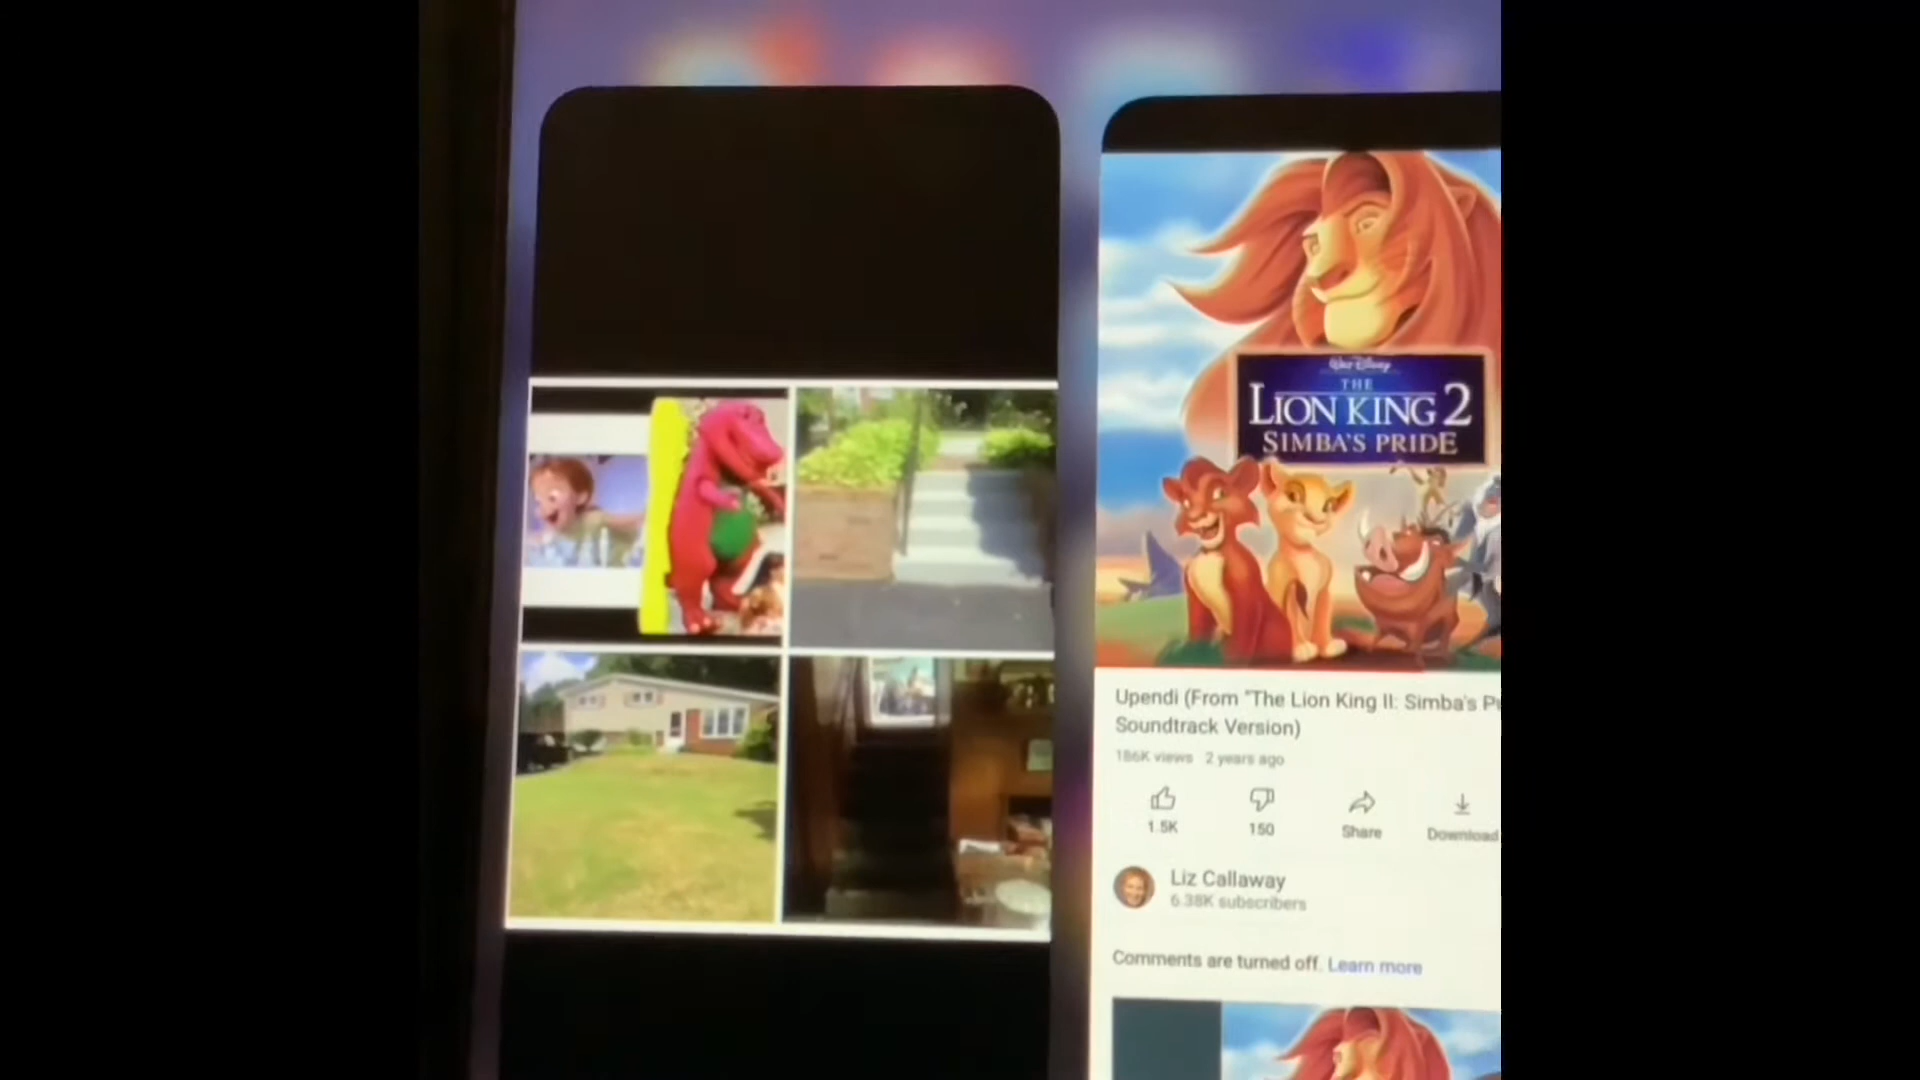 Walt Disney
THE
LION KING 2
SIMBA'S PRIDE
Upendi (From "The Lion King II: Simba's
Soundtrack Version)
186K views 2 years ago
1.5K
150
Share
Download
Liz Callaway
6.38K subscribers
Comments are turned off. Learn more